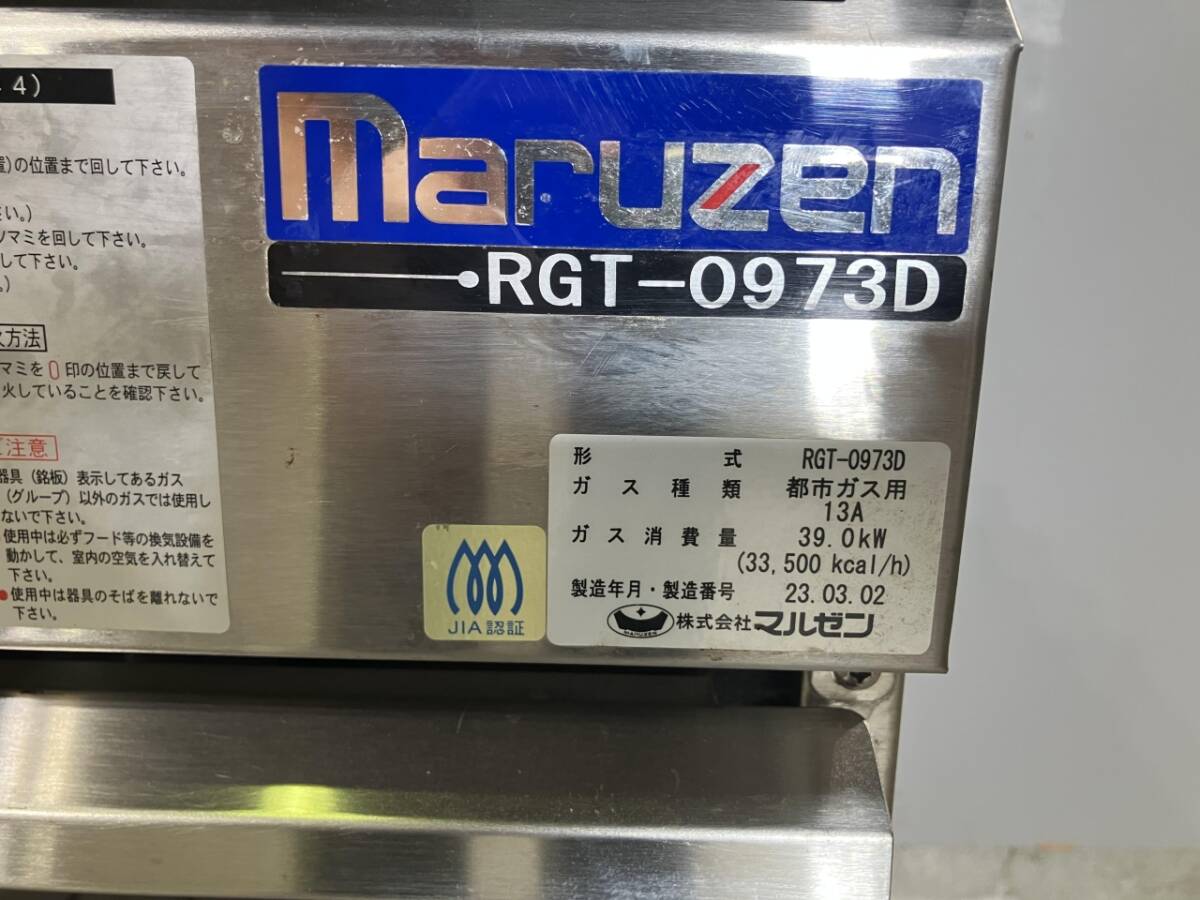 4)
の位置まで回して下さい。
さい。)
ツマミを回して下さい。
して下さい。
。)
火方法
マミを0印の位置まで戻して
火していることを確認下さい。
ご注意
器具(銘板)表示してあるガス
(グループ)以外のガスでは使用し
ないで下さい。
使用中は必ずフード等の換気設備を
動かして、室内の空気を入れ替えて
下さい。
●使用中は器具のそばを離れないで
下さい。
maruzen
RGT-0973D
JIA認証
形式 RGT-0973D
ガス種類 都市ガス用
13A
ガス消費量 39.0kW
(33,500 kcal/h)
製造年月・製造番号 23.03.02
MARUZEN 株式会社マルゼン